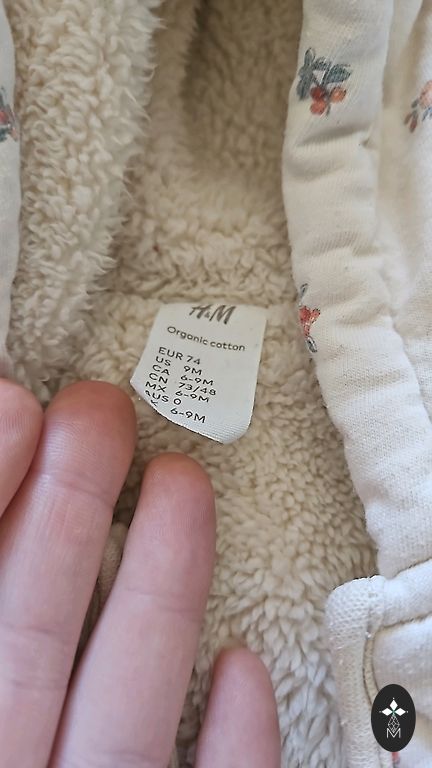 H&M
Organic cotton
EUR 74
US 9M
CA 6-9M
CN 73/48
MX 6-9M
AUS 0
6-9M
M